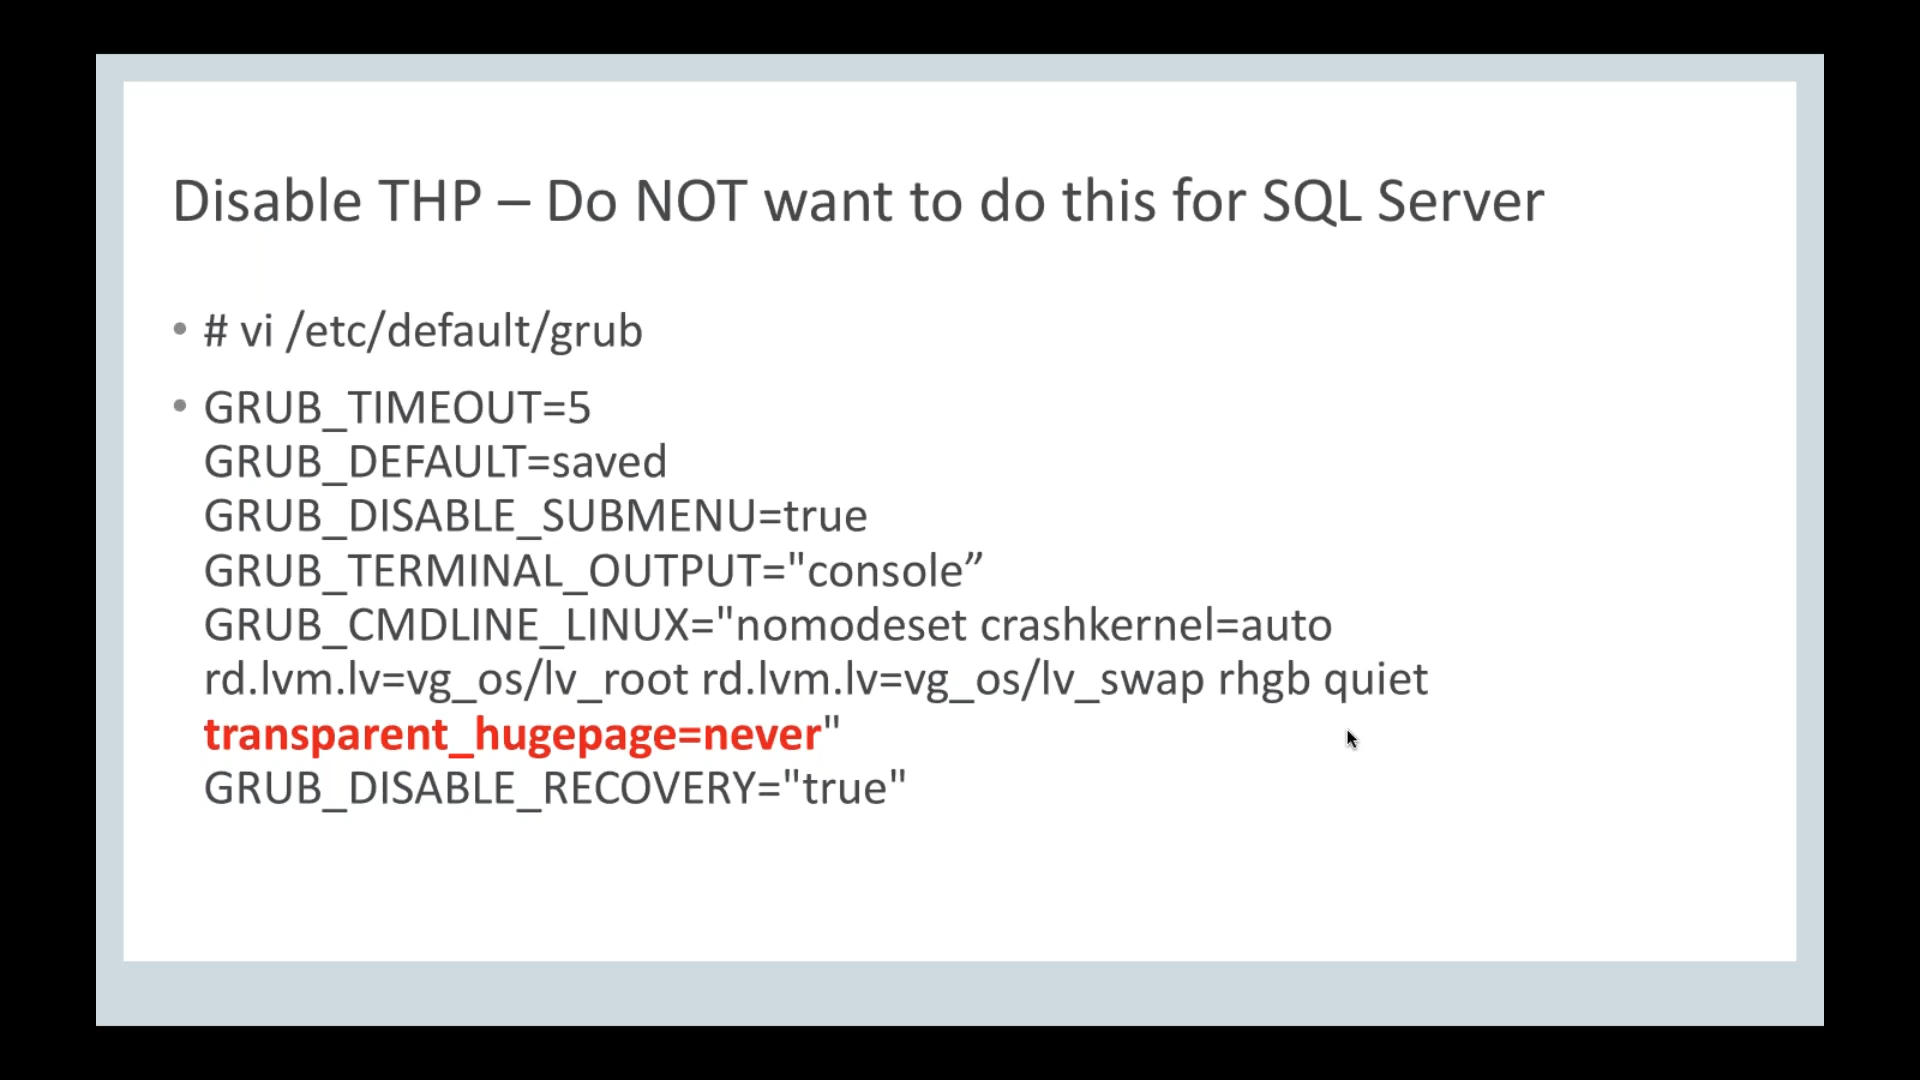 Disable THP – Do NOT want to do this for SQL Server
• # vi /etc/default/grub
• GRUB_TIMEOUT=5
GRUB_DEFAULT=saved
GRUB_DISABLE_SUBMENU=true
GRUB_TERMINAL_OUTPUT="console”
GRUB_CMDLINE_LINUX="nomodeset crashkernel=auto
rd.lvm.lv=vg_os/lv_root rd.lvm.lv=vg_os/lv_swap rhgb quiet
transparent_hugepage=never"
GRUB_DISABLE_RECOVERY="true"